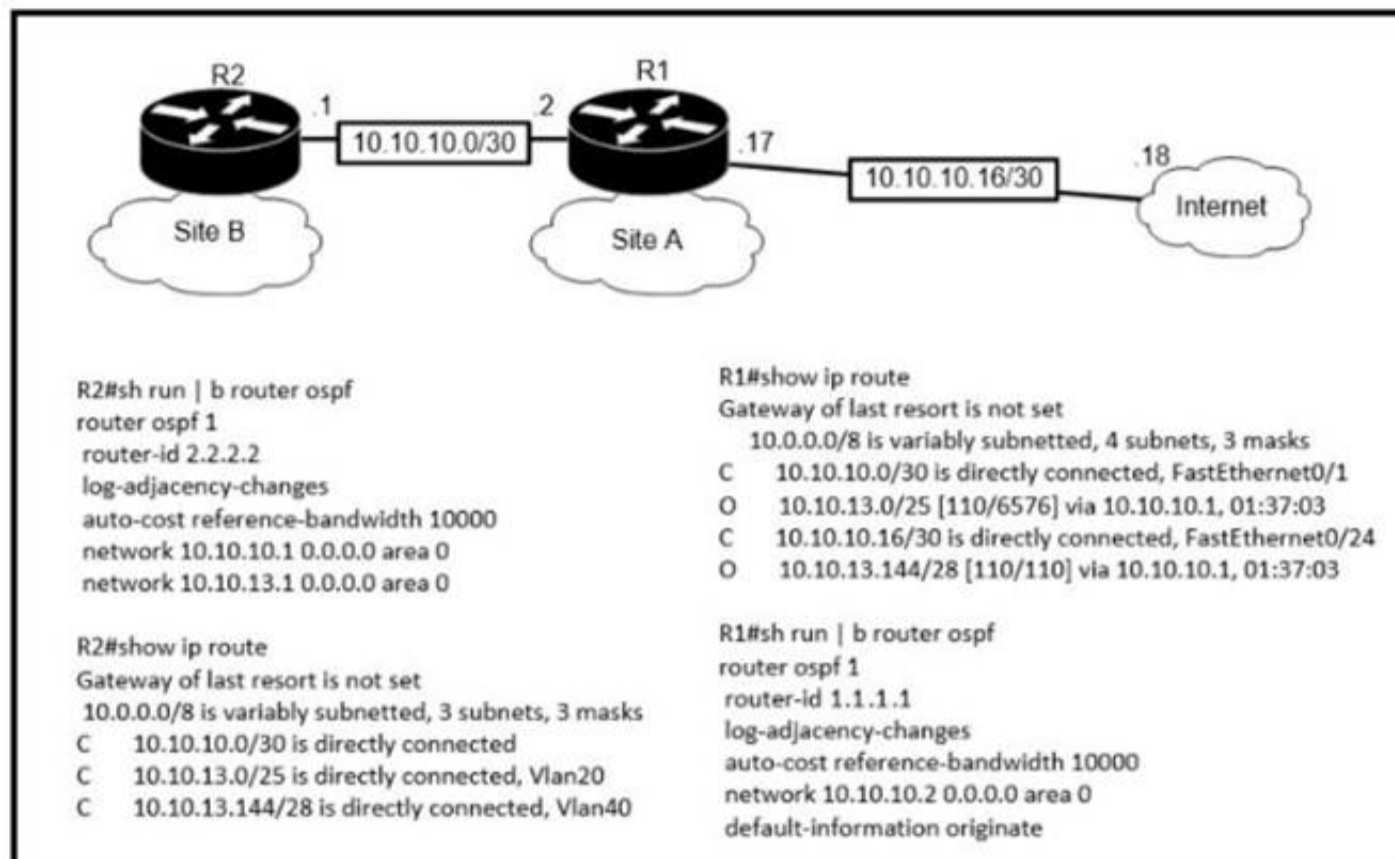 R2
R1
.1
.2
10.10.10.0/30
.17
.18
10.10.10.16/30
Internet
Site B
Site A
R2#sh run | b router ospf
router ospf 1
router-id 2.2.2.2
log-adjacency-changes
auto-cost reference-bandwidth 10000
network 10.10.10.1 0.0.0.0 area 0
network 10.10.13.1 0.0.0.0 area 0
R2#show ip route
Gateway of last resort is not set
10.0.0.0/8 is variably subnetted, 3 subnets, 3 masks
C 10.10.10.0/30 is directly connected
C 10.10.13.0/25 is directly connected, Vlan20
C 10.10.13.144/28 is directly connected, Vlan40
R1#show ip route
Gateway of last resort is not set
10.0.0.0/8 is variably subnetted, 4 subnets, 3 masks
C 10.10.10.0/30 is directly connected, FastEthernet0/1
O 10.10.13.0/25 [110/6576] via 10.10.10.1, 01:37:03
C 10.10.10.16/30 is directly connected, FastEthernet0/24
O 10.10.13.144/28 [110/110] via 10.10.10.1, 01:37:03
R1#sh run | b router ospf
router ospf 1
router-id 1.1.1.1
log-adjacency-changes
auto-cost reference-bandwidth 10000
network 10.10.10.2 0.0.0.0 area 0
default-information originate